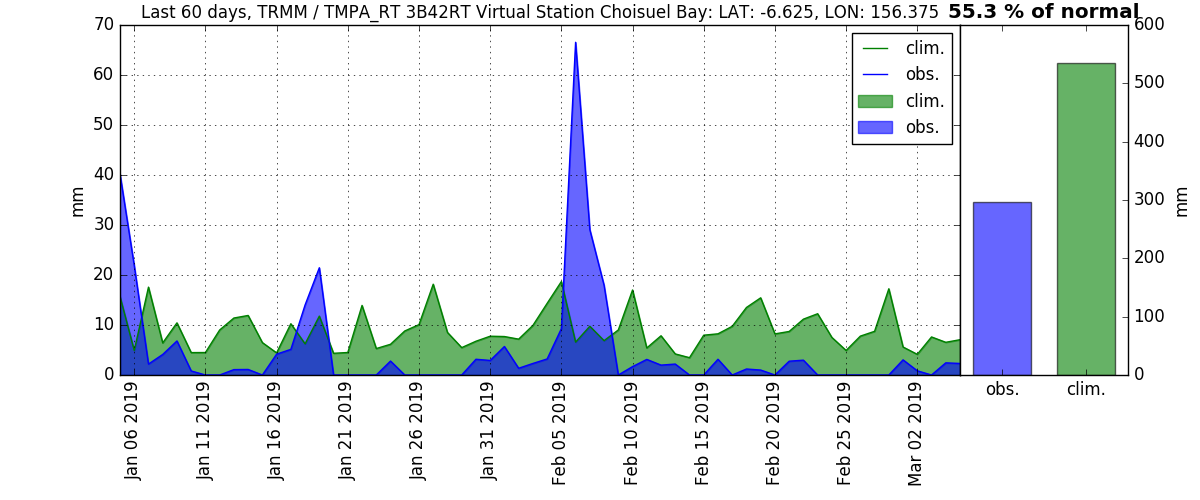 Last 60 days, TRMM / TMPA_RT 3B42RT Virtual Station Choisuel Bay: LAT: -6.625, LON: 156.375
55.3 % of normal
70
60
50
40
30
20
10
0
mm
clim.
obs.
clim.
obs.
600
500
400
300
200
100
0
mm
Jan 06 2019
Jan 11 2019
Jan 16 2019
Jan 21 2019
Jan 26 2019
Jan 31 2019
Feb 05 2019
Feb 10 2019
Feb 15 2019
Feb 20 2019
Feb 25 2019
Mar 02 2019
obs.
clim.